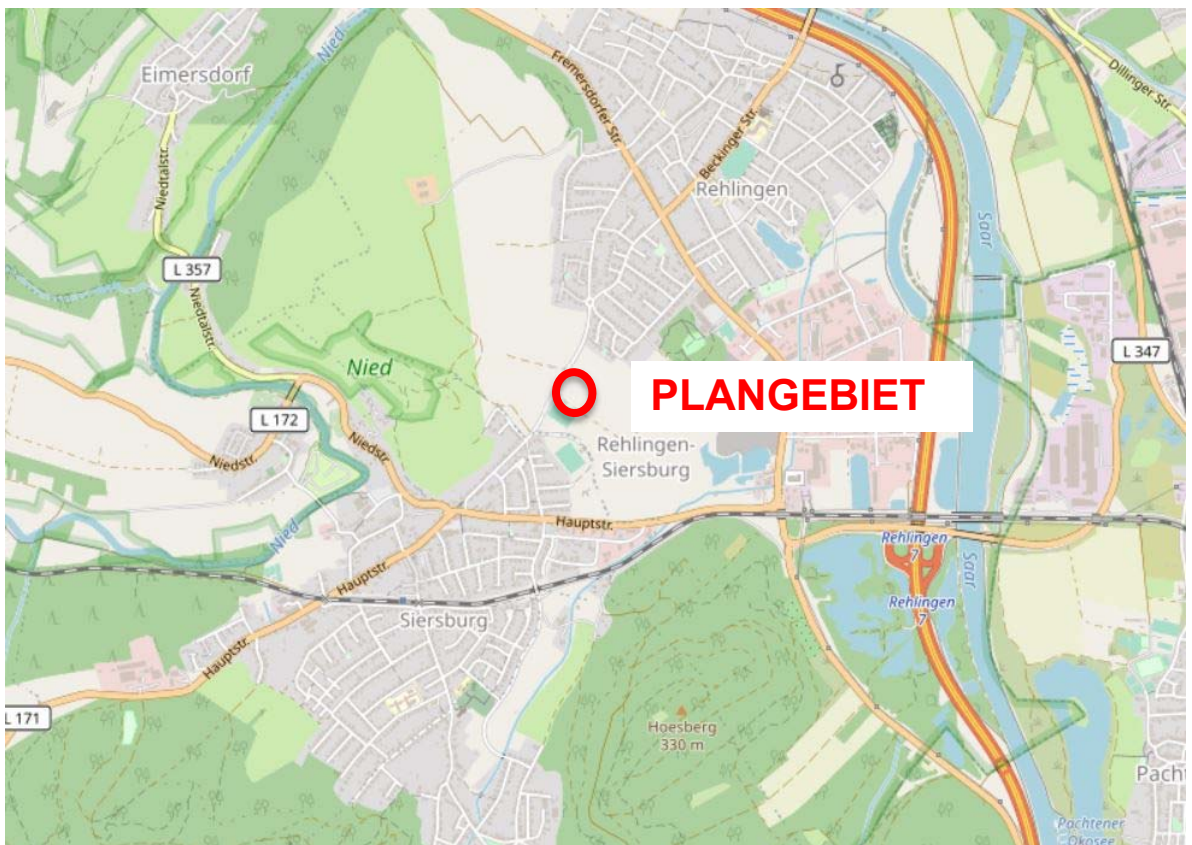 Eimersdorf
Nied
Fremersdorfer Str.
Beckinger Str.
Dillinger Str.
Niedtalstr.
Rehlingen
Saar
L 357
Niedtalstr.
L 347
Nied
PLANGEBIET
L 172
Niedstr.
Niedstr.
Rehlingen-
Siersburg
Hauptstr.
Nied
Rehlingen
7
Saar
Hauptstr.
Rehlingen
7
Siersburg
Hauptstr.
L 171
Hoesberg
330 m
Pacht
Pachtener
Ökosee